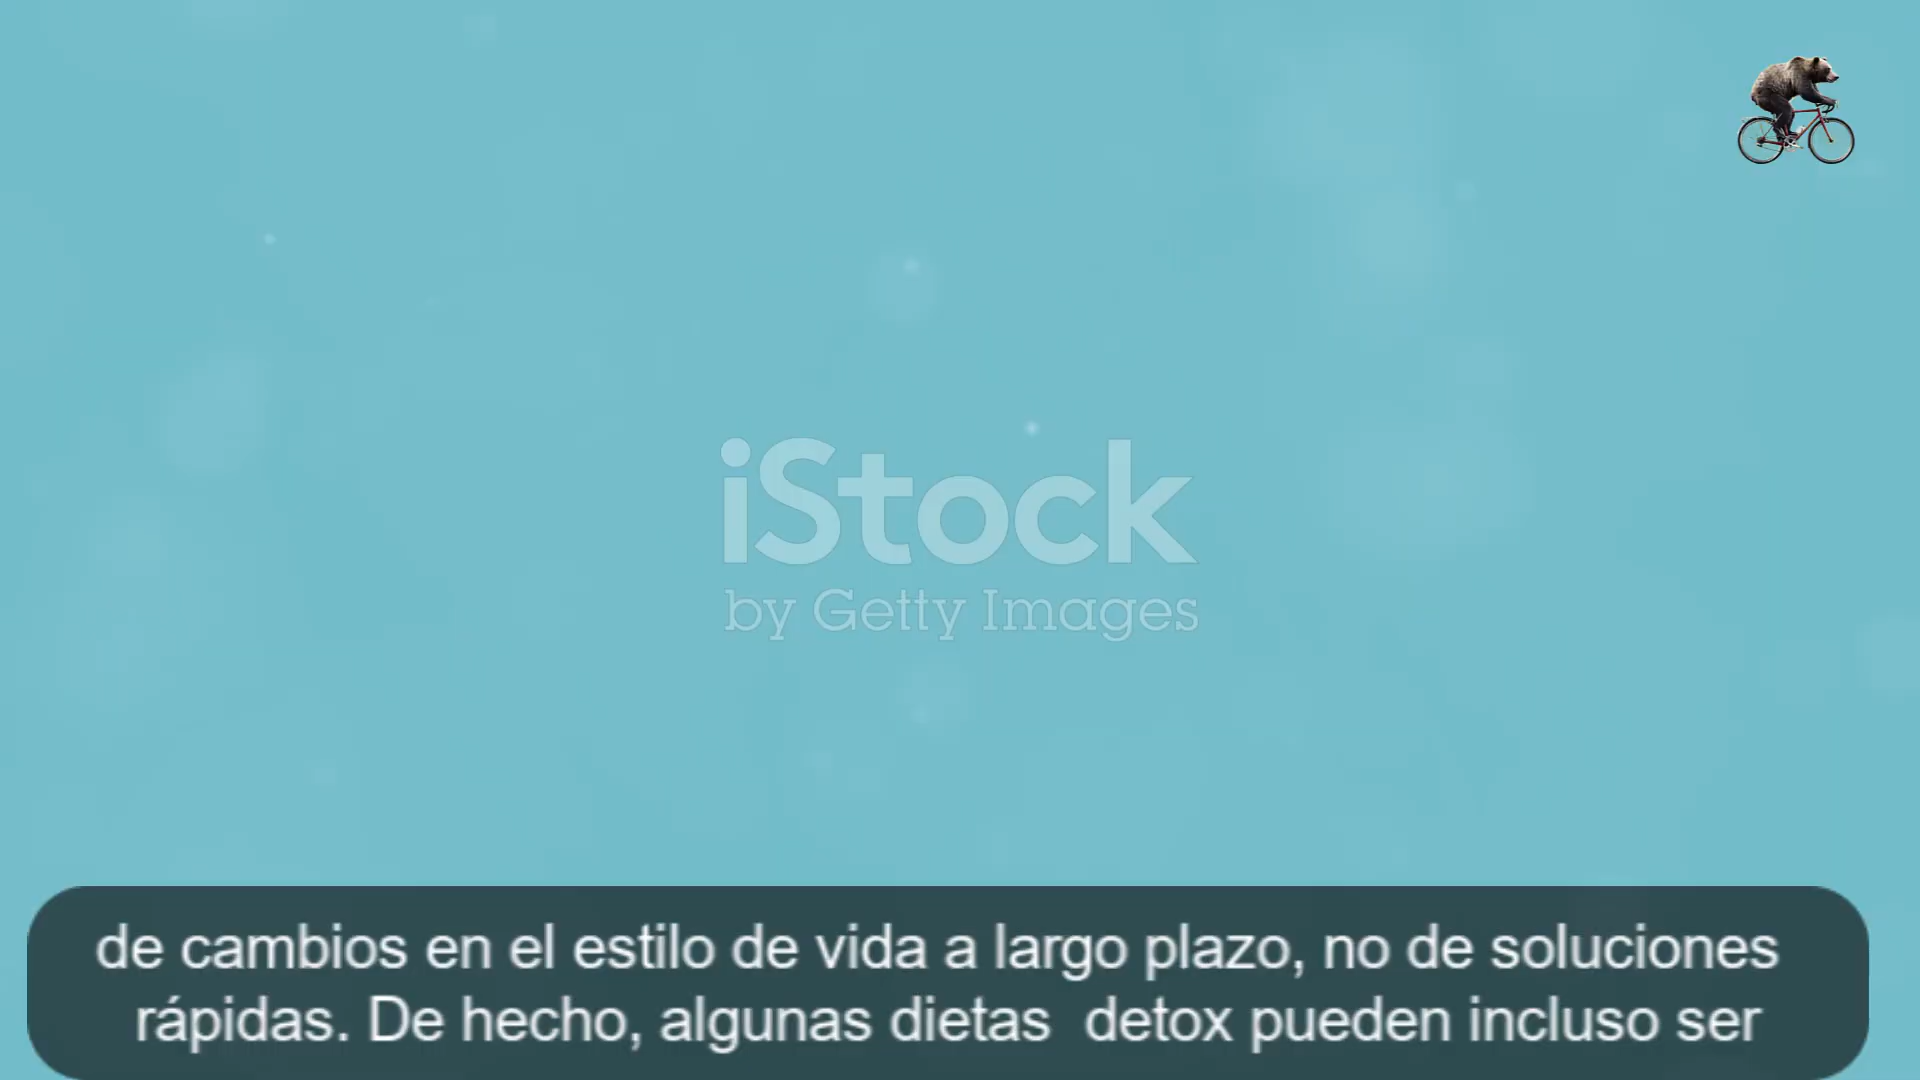 iStock
by Getty Images
de cambios en el estilo de vida a largo plazo, no de soluciones
rápidas. De hecho, algunas dietas detox pueden incluso ser